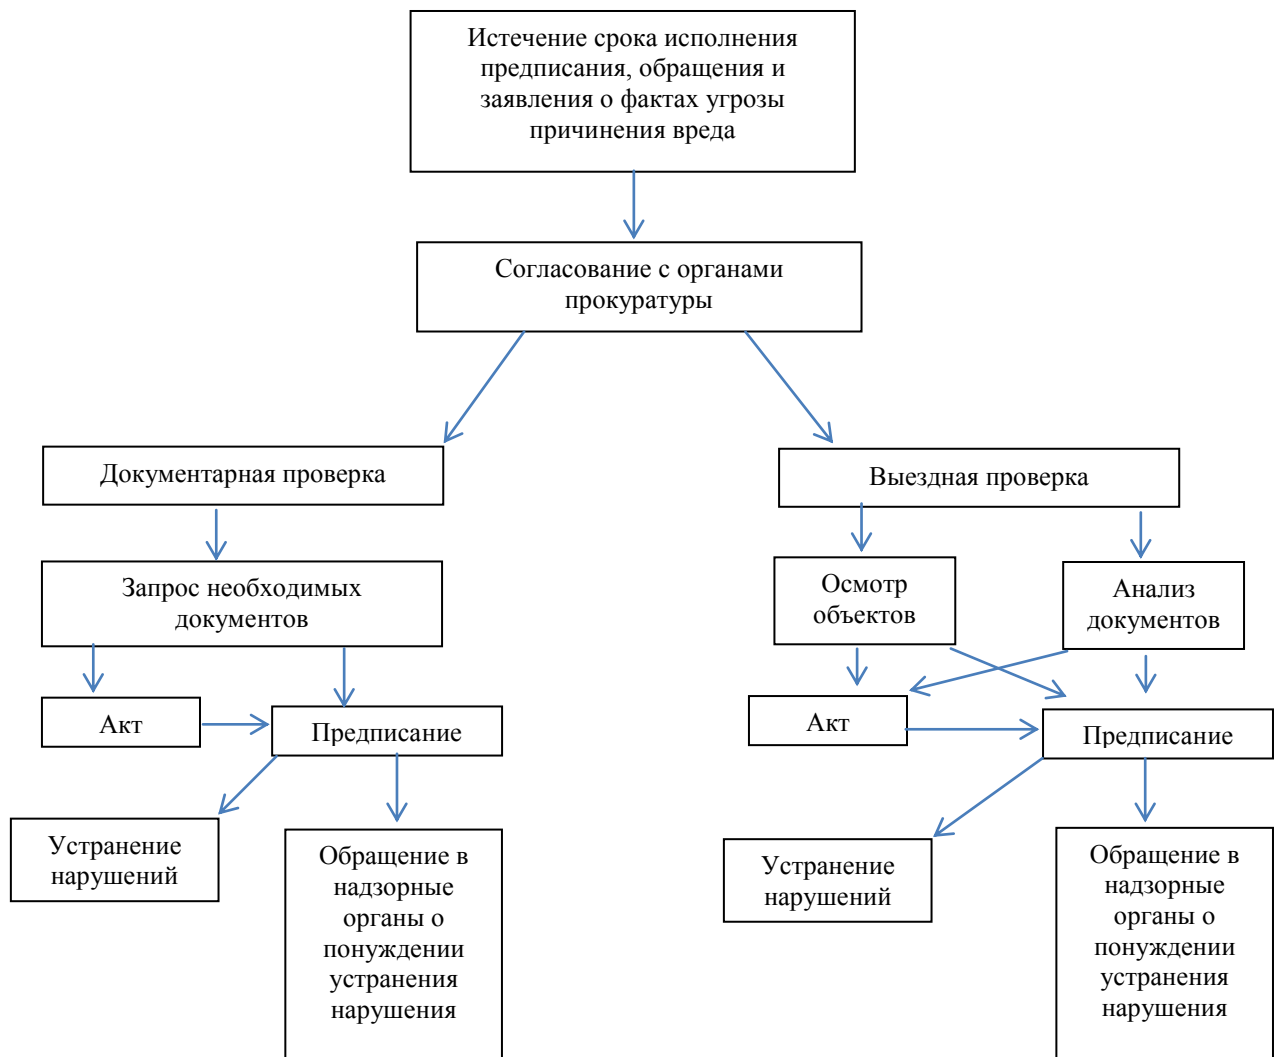 Истечение срока исполнения
предписания, обращения и
заявления о фактах угрозы
причинения вреда
Согласование с органами
прокуратуры
Документарная проверка
Выездная проверка
Запрос необходимых
документов
Осмотр
объектов
Анализ
документов
Акт
Предписание
Акт
Предписание
Устранение
нарушений
Обращение в
надзорные
органы о
понуждении
устранения
нарушения
Устранение
нарушений
Обращение в
надзорные
органы о
понуждении
устранения
нарушения